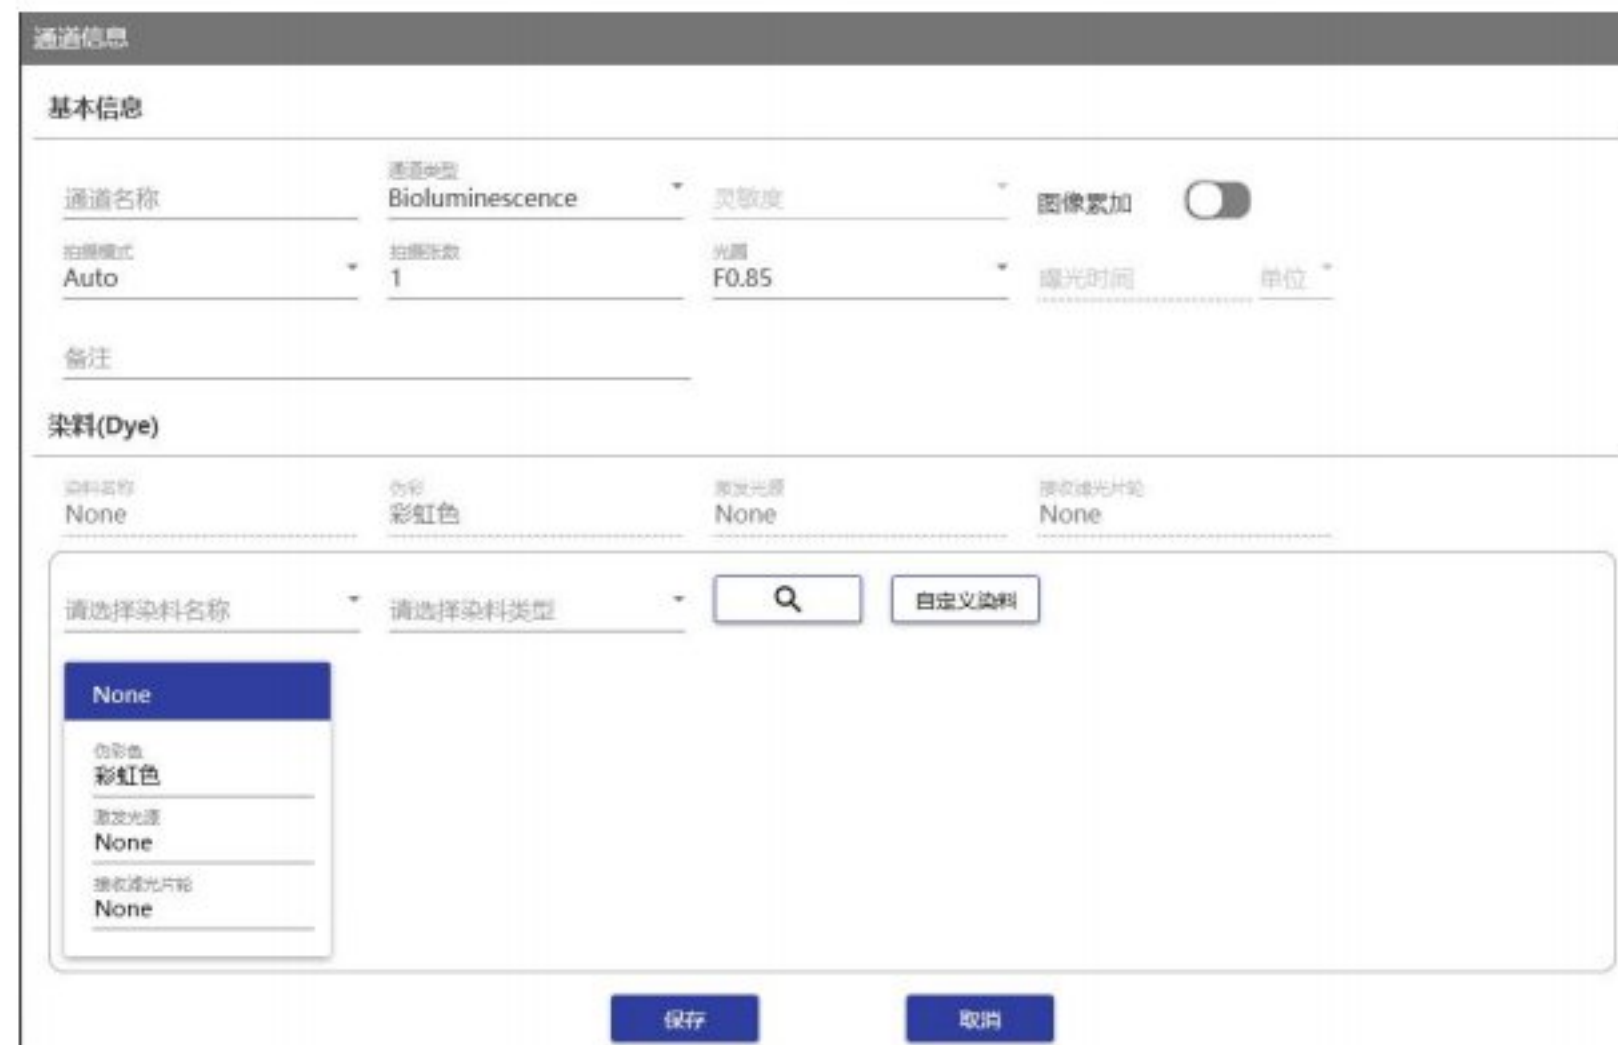 通道信息
基本信息
通道名称
通道类型
Bioluminescence
灵敏度
图像累加
拍摄模式
Auto
拍摄张数
1
光圈
F0.85
曝光时间
单位
备注
染料(Dye)
染料名称
None
伪彩
彩虹色
激发光源
None
接收滤光片轮
None
请选择染料名称
请选择染料类型
自定义染料
None
伪彩色
彩虹色
激发光源
None
接收滤光片轮
None
保存
取消